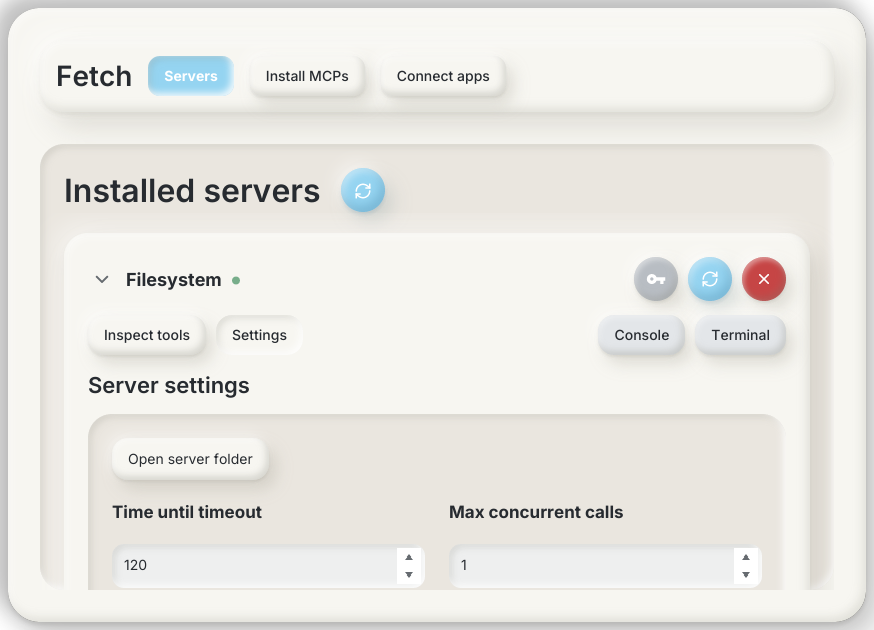 Fetch Servers Install MCPs Connect apps
Installed servers
Filesystem
Inspect tools Settings Console Terminal
Server settings
Open server folder
Time until timeout Max concurrent calls
120 1